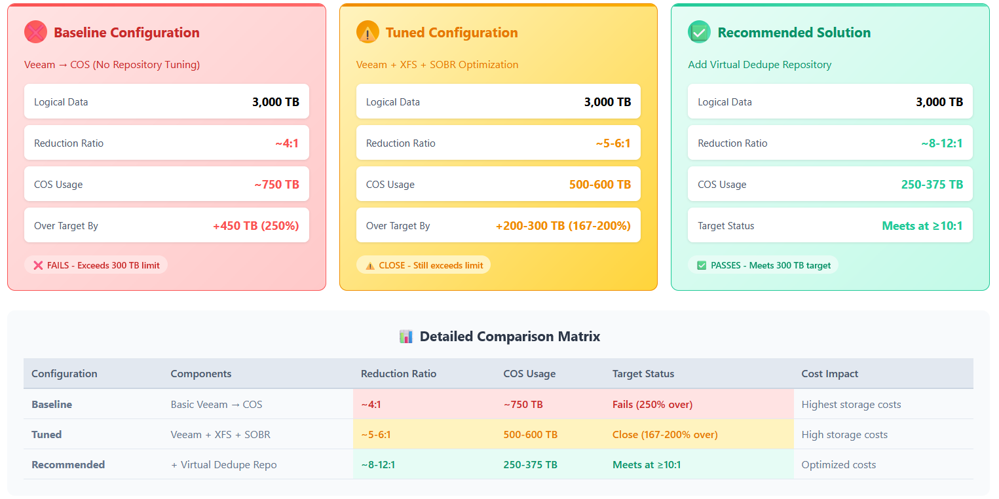 Baseline Configuration
Veeam → COS (No Repository Tuning)
Logical Data 3,000 TB
Reduction Ratio ~4:1
COS Usage ~750 TB
Over Target By +450 TB (250%)
❌ FAILS - Exceeds 300 TB limit
Tuned Configuration
Veeam + XFS + SOBR Optimization
Logical Data 3,000 TB
Reduction Ratio ~5-6:1
COS Usage 500-600 TB
Over Target By +200-300 TB (167-200%)
⚠️ CLOSE - Still exceeds limit
Recommended Solution
Add Virtual Dedupe Repository
Logical Data 3,000 TB
Reduction Ratio ~8-12:1
COS Usage 250-375 TB
Target Status Meets at ≥10:1
✅ PASSES - Meets 300 TB target
📊 Detailed Comparison Matrix
Configuration Components Reduction Ratio COS Usage Target Status Cost Impact
Baseline Basic Veeam → COS ~4:1 ~750 TB Fails (250% over) Highest storage costs
Tuned Veeam + XFS + SOBR ~5-6:1 500-600 TB Close (167-200% over) High storage costs
Recommended + Virtual Dedupe Repo ~8-12:1 250-375 TB Meets at ≥10:1 Optimized costs